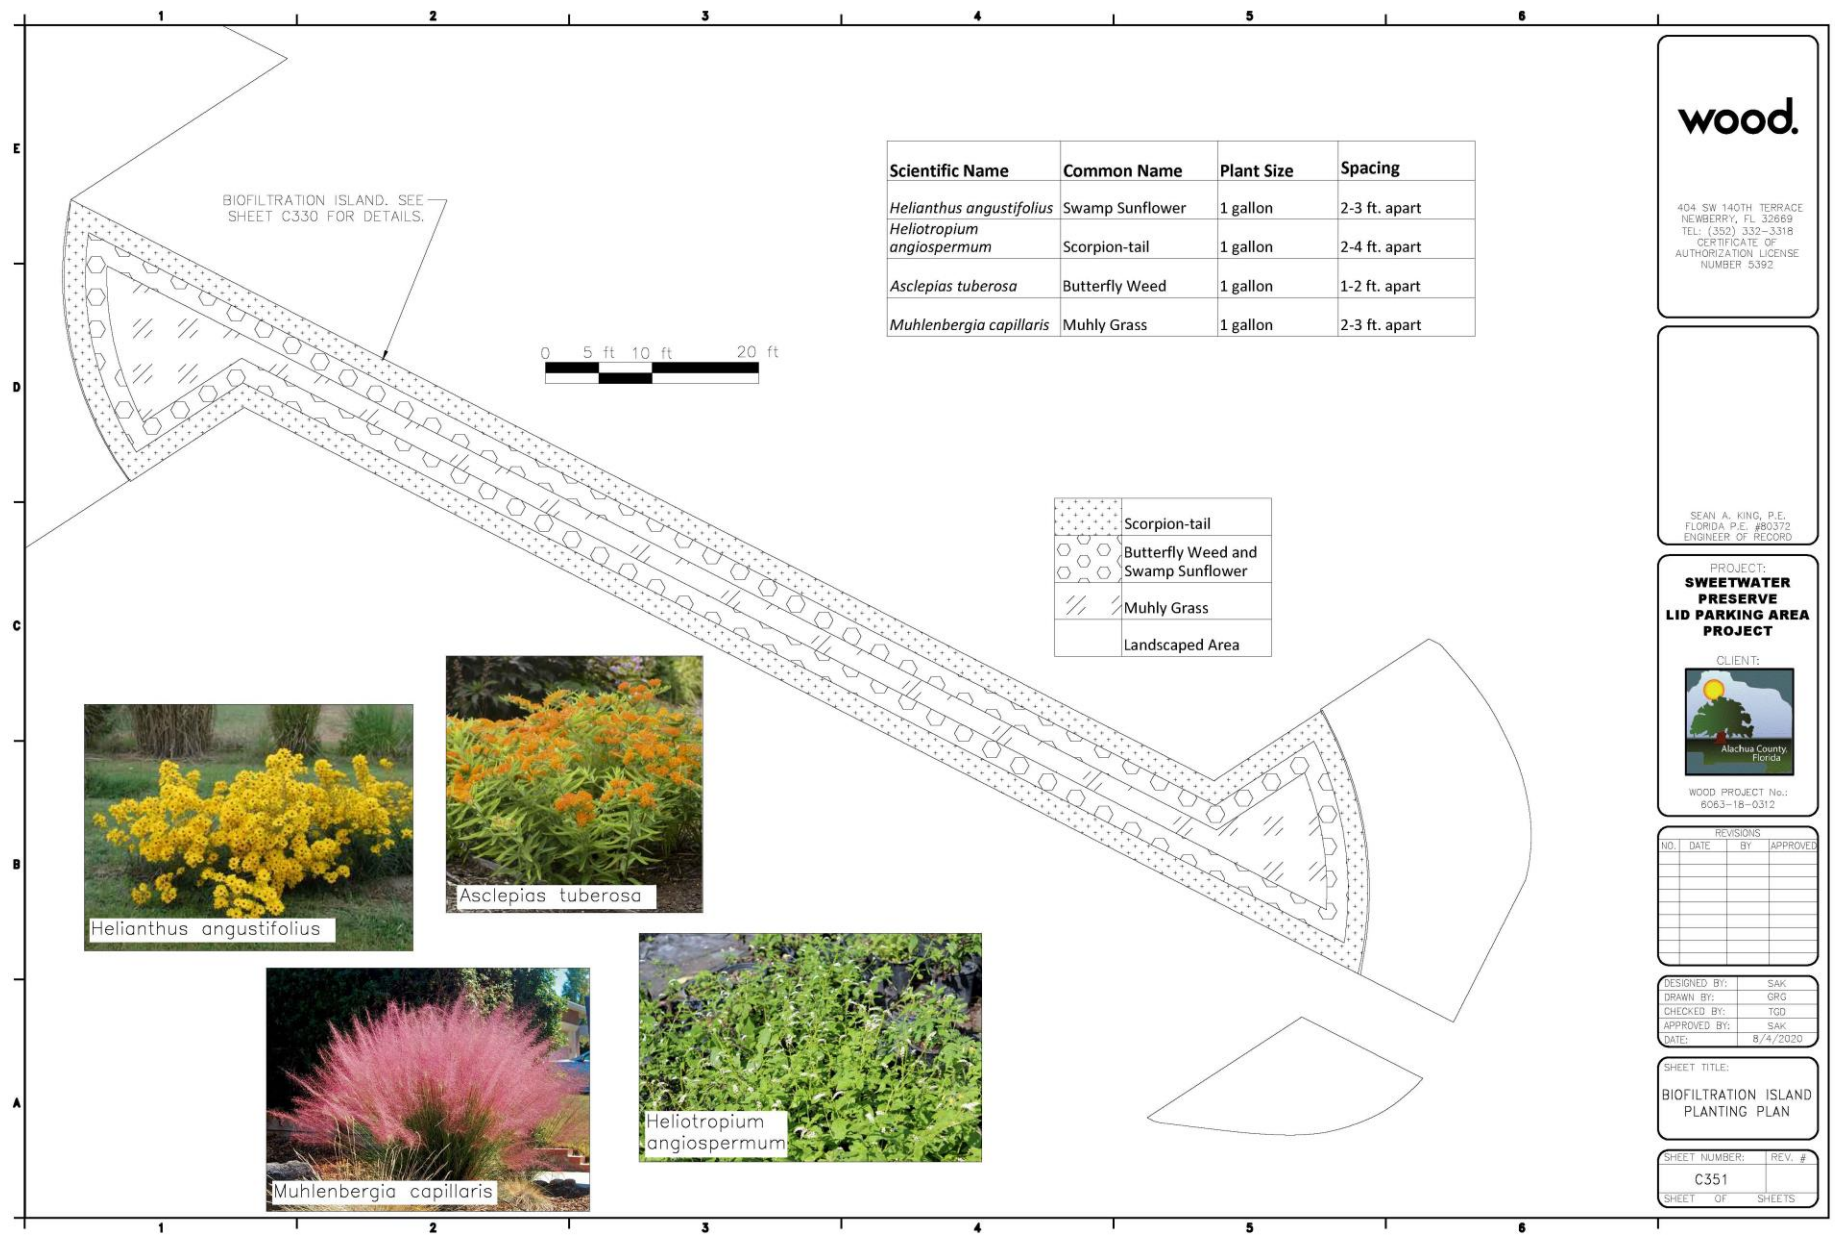 1 2 3 4 5 6
E
D
C
B
A
BIOFILTRATION ISLAND. SEE
SHEET C330 FOR DETAILS.
Scientific Name Common Name Plant Size Spacing
Helianthus angustifolius Swamp Sunflower 1 gallon 2-3 ft. apart
Heliotropium
angiospermum Scorpion-tail 1 gallon 2-4 ft. apart
Asclepias tuberosa Butterfly Weed 1 gallon 1-2 ft. apart
Muhlenbergia capillaris Muhly Grass 1 gallon 2-3 ft. apart
0 5 ft 10 ft 20 ft
Scorpion-tail
Butterfly Weed and
Swamp Sunflower
Muhly Grass
Landscaped Area
Helianthus angustifolius
Asclepias tuberosa
Muhlenbergia capillaris
Heliotropium
angiospermum
wood.
404 SW 140TH TERRACE
NEWBERRY, FL 32669
TEL: (352) 332-3318
CERTIFICATE OF
AUTHORIZATION LICENSE
NUMBER 5392
SEAN A. KING, P.E.
FLORIDA P.E. #80372
ENGINEER OF RECORD
PROJECT:
SWEETWATER
PRESERVE
LID PARKING AREA
PROJECT
CLIENT:
Alachua County,
Florida
WOOD PROJECT No.:
6063-18-0312
REVISIONS
NO. DATE BY APPROVED
DESIGNED BY: SAK
DRAWN BY: GRG
CHECKED BY: TGD
APPROVED BY: SAK
DATE: 8/4/2020
SHEET TITLE:
BIOFILTRATION ISLAND
PLANTING PLAN
SHEET NUMBER: REV. #
C351
SHEET OF SHEETS
1 2 3 4 5 6